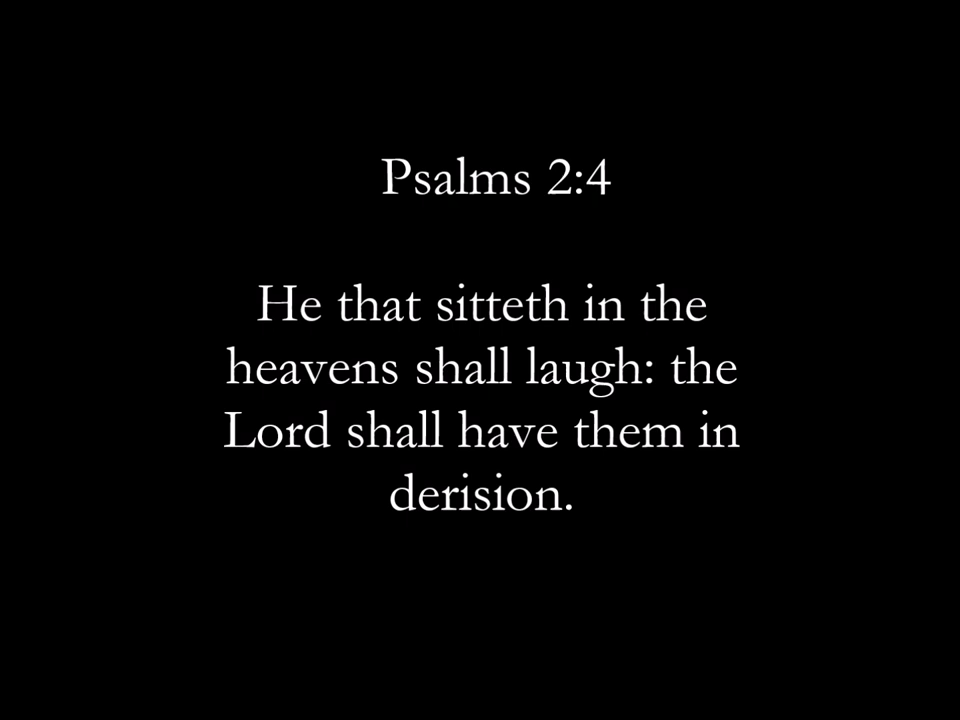 Psalms 2:4
He that sitteth in the
heavens shall laugh: the
Lord shall have them in
derision.